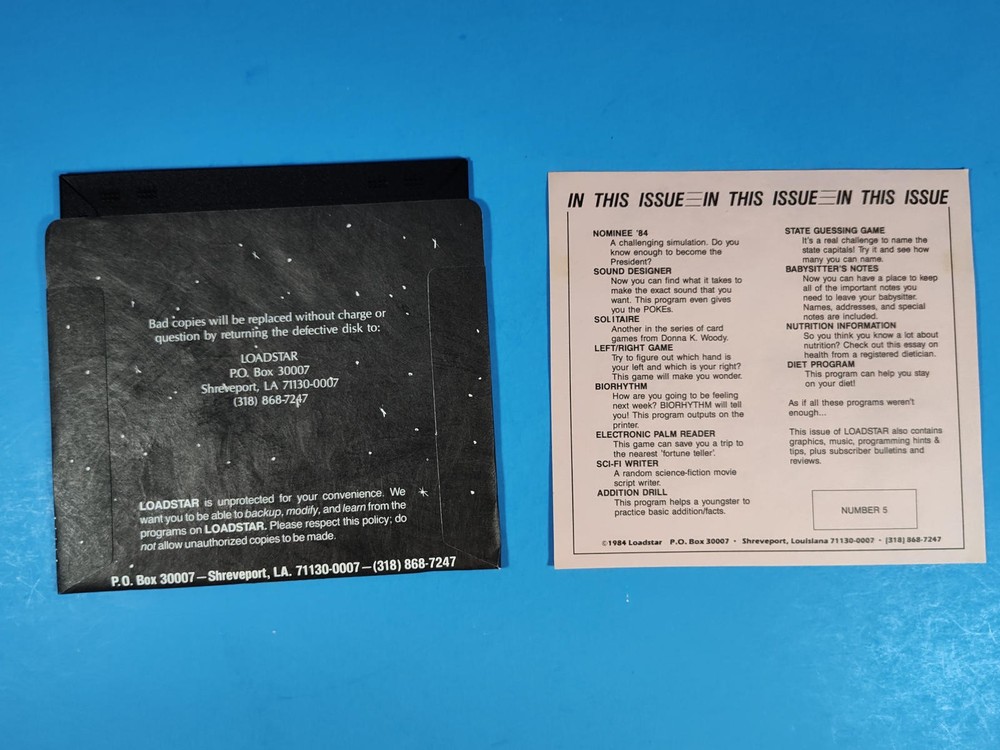 Bad copies will be replaced without charge or
question by returning the defective disk to:
LOADSTAR
P.O. Box 30007
Shreveport, LA 71130-0007
(318) 868-7247
LOADSTAR is unprotected for your convenience. We
want you to be able to backup, modify, and learn from the
programs on LOADSTAR. Please respect this policy; do
not allow unauthorized copies to be made.
P.O. Box 30007—Shreveport, LA. 71130-0007—(318) 868-7247
IN THIS ISSUE IN THIS ISSUE IN THIS ISSUE
NOMINEE '84
A challenging simulation. Do you
know enough to become the
President?
SOUND DESIGNER
Now you can find what it takes to
make the exact sound that you
want. This program even gives
you the POKEs.
SOLITAIRE
Another in the series of card
games from Donna K. Woody.
LEFT/RIGHT GAME
Try to figure out which hand is
your left and which is your right?
This game will make you wonder.
BIORHYTHM
How are you going to be feeling
next week? BIORHYTHM will tell
you! This program outputs on the
printer.
ELECTRONIC PALM READER
This game can save you a trip to
the nearest 'fortune teller'.
SCI-FI WRITER
A random science-fiction movie
script writer.
ADDITION DRILL
This program helps a youngster to
practice basic addition/facts.
STATE GUESSING GAME
It's a real challenge to name the
state capitals! Try it and see how
many you can name.
BABYSITTER'S NOTES
Now you can have a place to keep
all of the important notes you
need to leave your babysitter.
Names, addresses, and special
notes are included.
NUTRITION INFORMATION
So you think you know a lot about
nutrition? Check out this essay on
health from a registered dietician.
DIET PROGRAM
This program can help you stay
on your diet!
As if all these programs weren't
enough...
This issue of LOADSTAR also contains
graphics, music, programming hints &
tips, plus subscriber bulletins and
reviews.
NUMBER 5
©1984 Loadstar P.O. Box 30007 • Shreveport, Louisiana 71130-0007 • (318) 868-7247